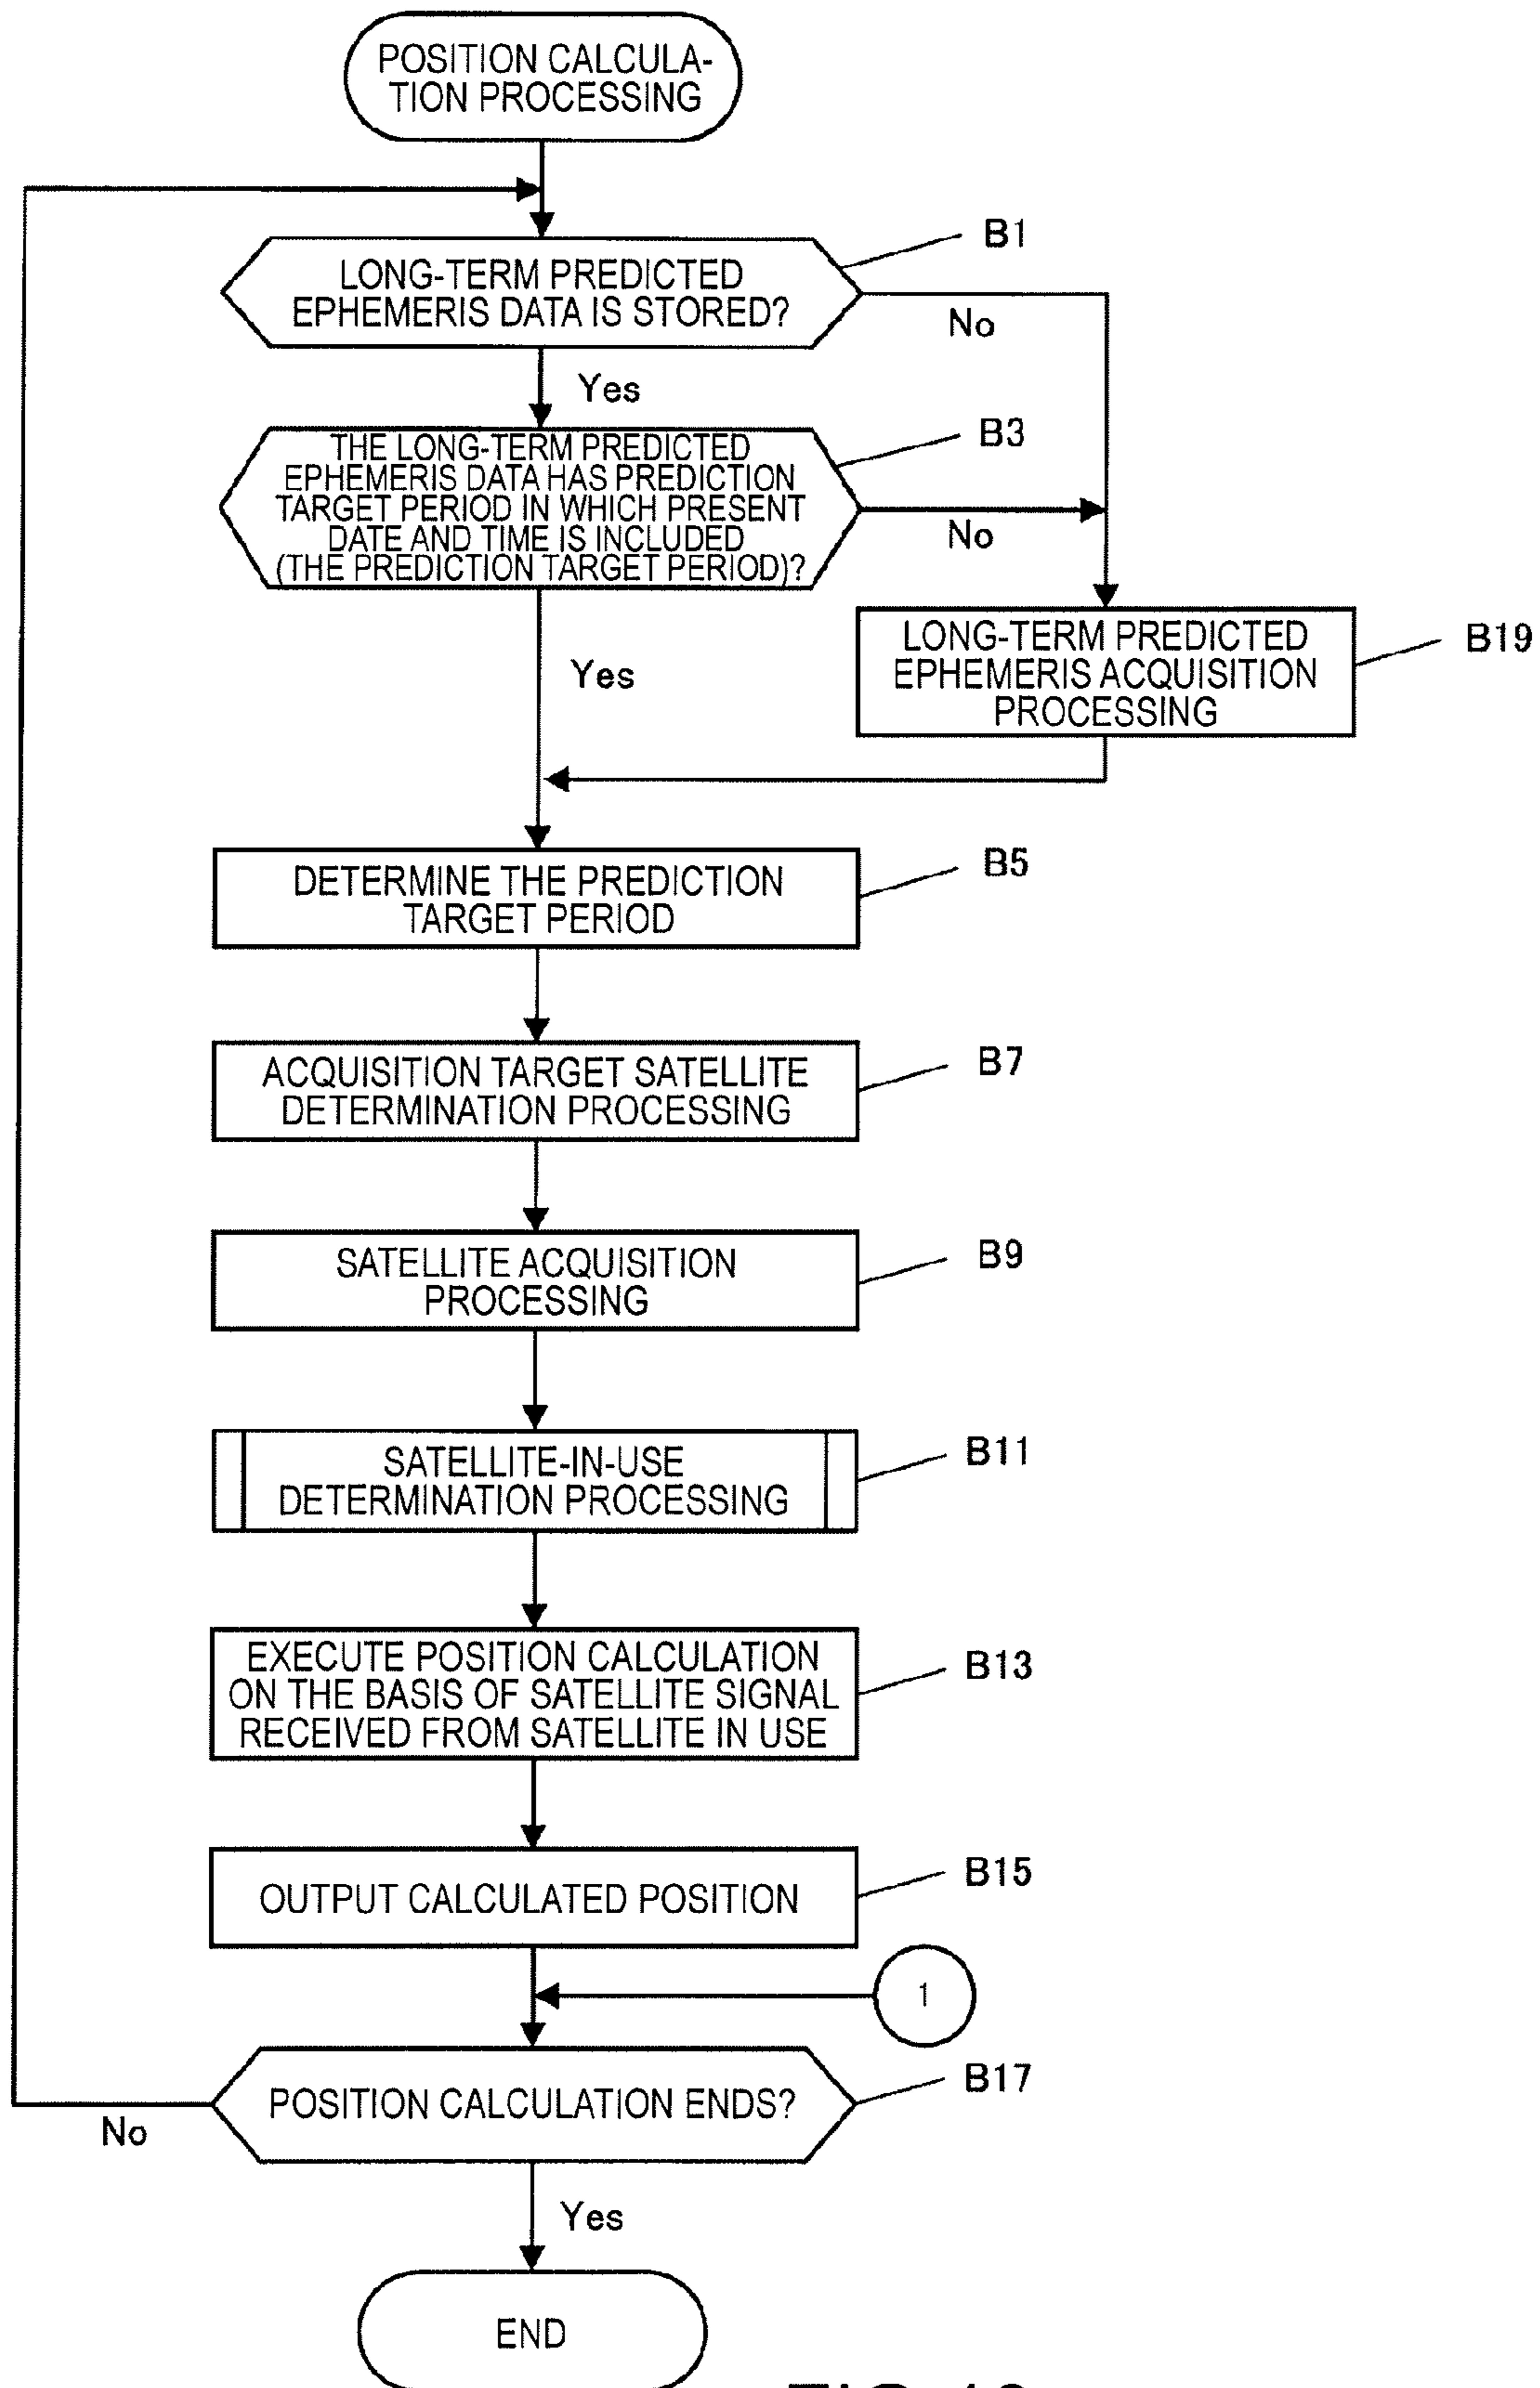 POSITION CALCULA-
TION PROCESSING
B1
LONG-TERM PREDICTED
EPHEMERIS DATA IS STORED?
No
Yes
B3
THE LONG-TERM PREDICTED
EPHEMERIS DATA HAS PREDICTION
TARGET PERIOD IN WHICH PRESENT
DATE AND TIME IS INCLUDED
(THE PREDICTION TARGET PERIOD)?
No
Yes
LONG-TERM PREDICTED
EPHEMERIS ACQUISITION
PROCESSING
B19
DETERMINE THE PREDICTION
TARGET PERIOD
B5
ACQUISITION TARGET SATELLITE
DETERMINATION PROCESSING
B7
SATELLITE ACQUISITION
PROCESSING
B9
SATELLITE-IN-USE
DETERMINATION PROCESSING
B11
EXECUTE POSITION CALCULATION
ON THE BASIS OF SATELLITE SIGNAL
RECEIVED FROM SATELLITE IN USE
B13
OUTPUT CALCULATED POSITION
B15
1
POSITION CALCULATION ENDS?
B17
No
Yes
END